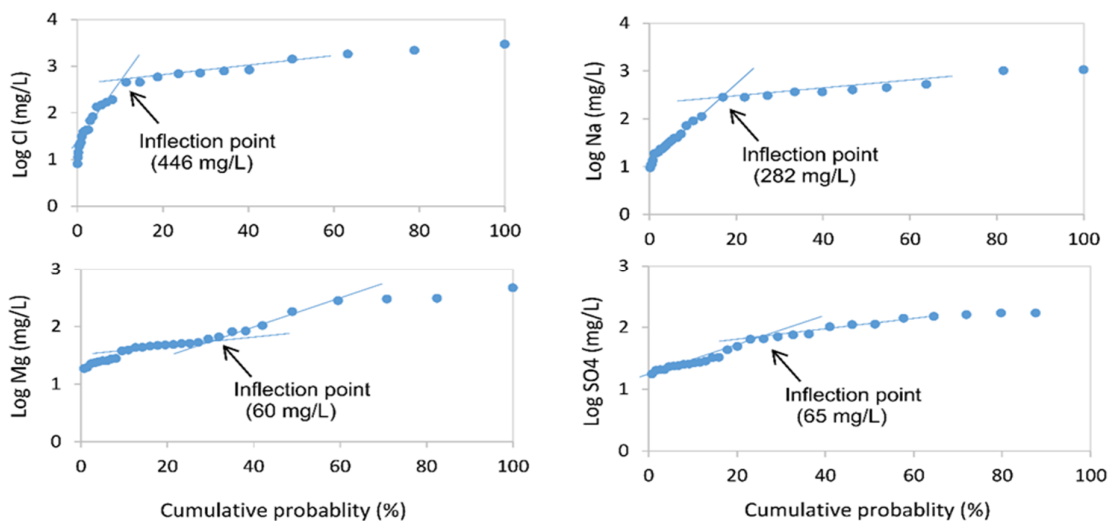 Log Cl (mg/L)
4
3
2
1
0
0 20 40 60 80 100
Inflection point
(446 mg/L)
Log Na (mg/L)
4
3
2
1
0
0 20 40 60 80 100
Inflection point
(282 mg/L)
Log Mg (mg/L)
3
2
1
0
0 20 40 60 80 100
Inflection point
(60 mg/L)
Cumulative probablity (%)
Log SO4 (mg/L)
3
2
1
0
0 20 40 60 80 100
Inflection point
(65 mg/L)
Cumulative probablity (%)